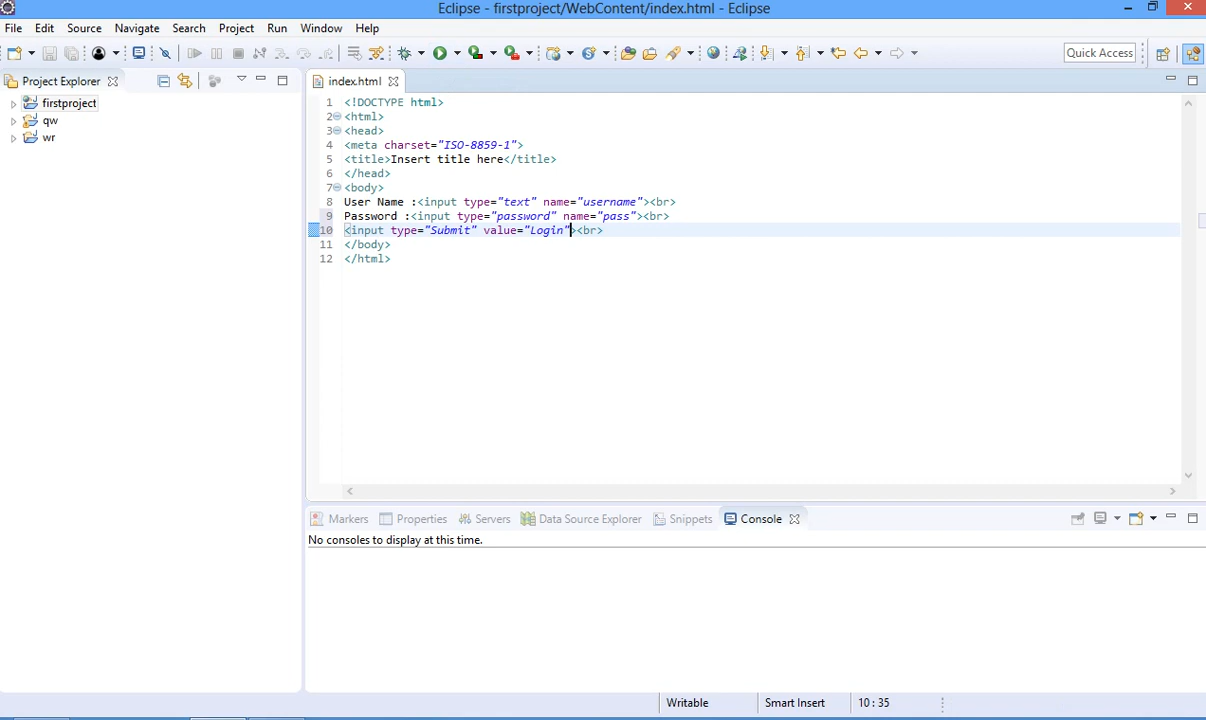 Eclipse - firstproject/WebContent/index.html - Eclipse
File Edit Source Navigate Search Project Run Window Help
Quick Access
Project Explorer
firstproject
qw
wr
index.html
1 <!DOCTYPE html>
2 <html>
3 <head>
4 <meta charset="ISO-8859-1">
5 <title>Insert title here</title>
6 </head>
7 <body>
8 User Name :<input type="text" name="username"><br>
9 Password :<input type="password" name="pass"><br>
10 <input type="Submit" value="Login"><br>
11 </body>
12 </html>
Markers Properties Servers Data Source Explorer Snippets Console
No consoles to display at this time.
Writable Smart Insert 10 : 35